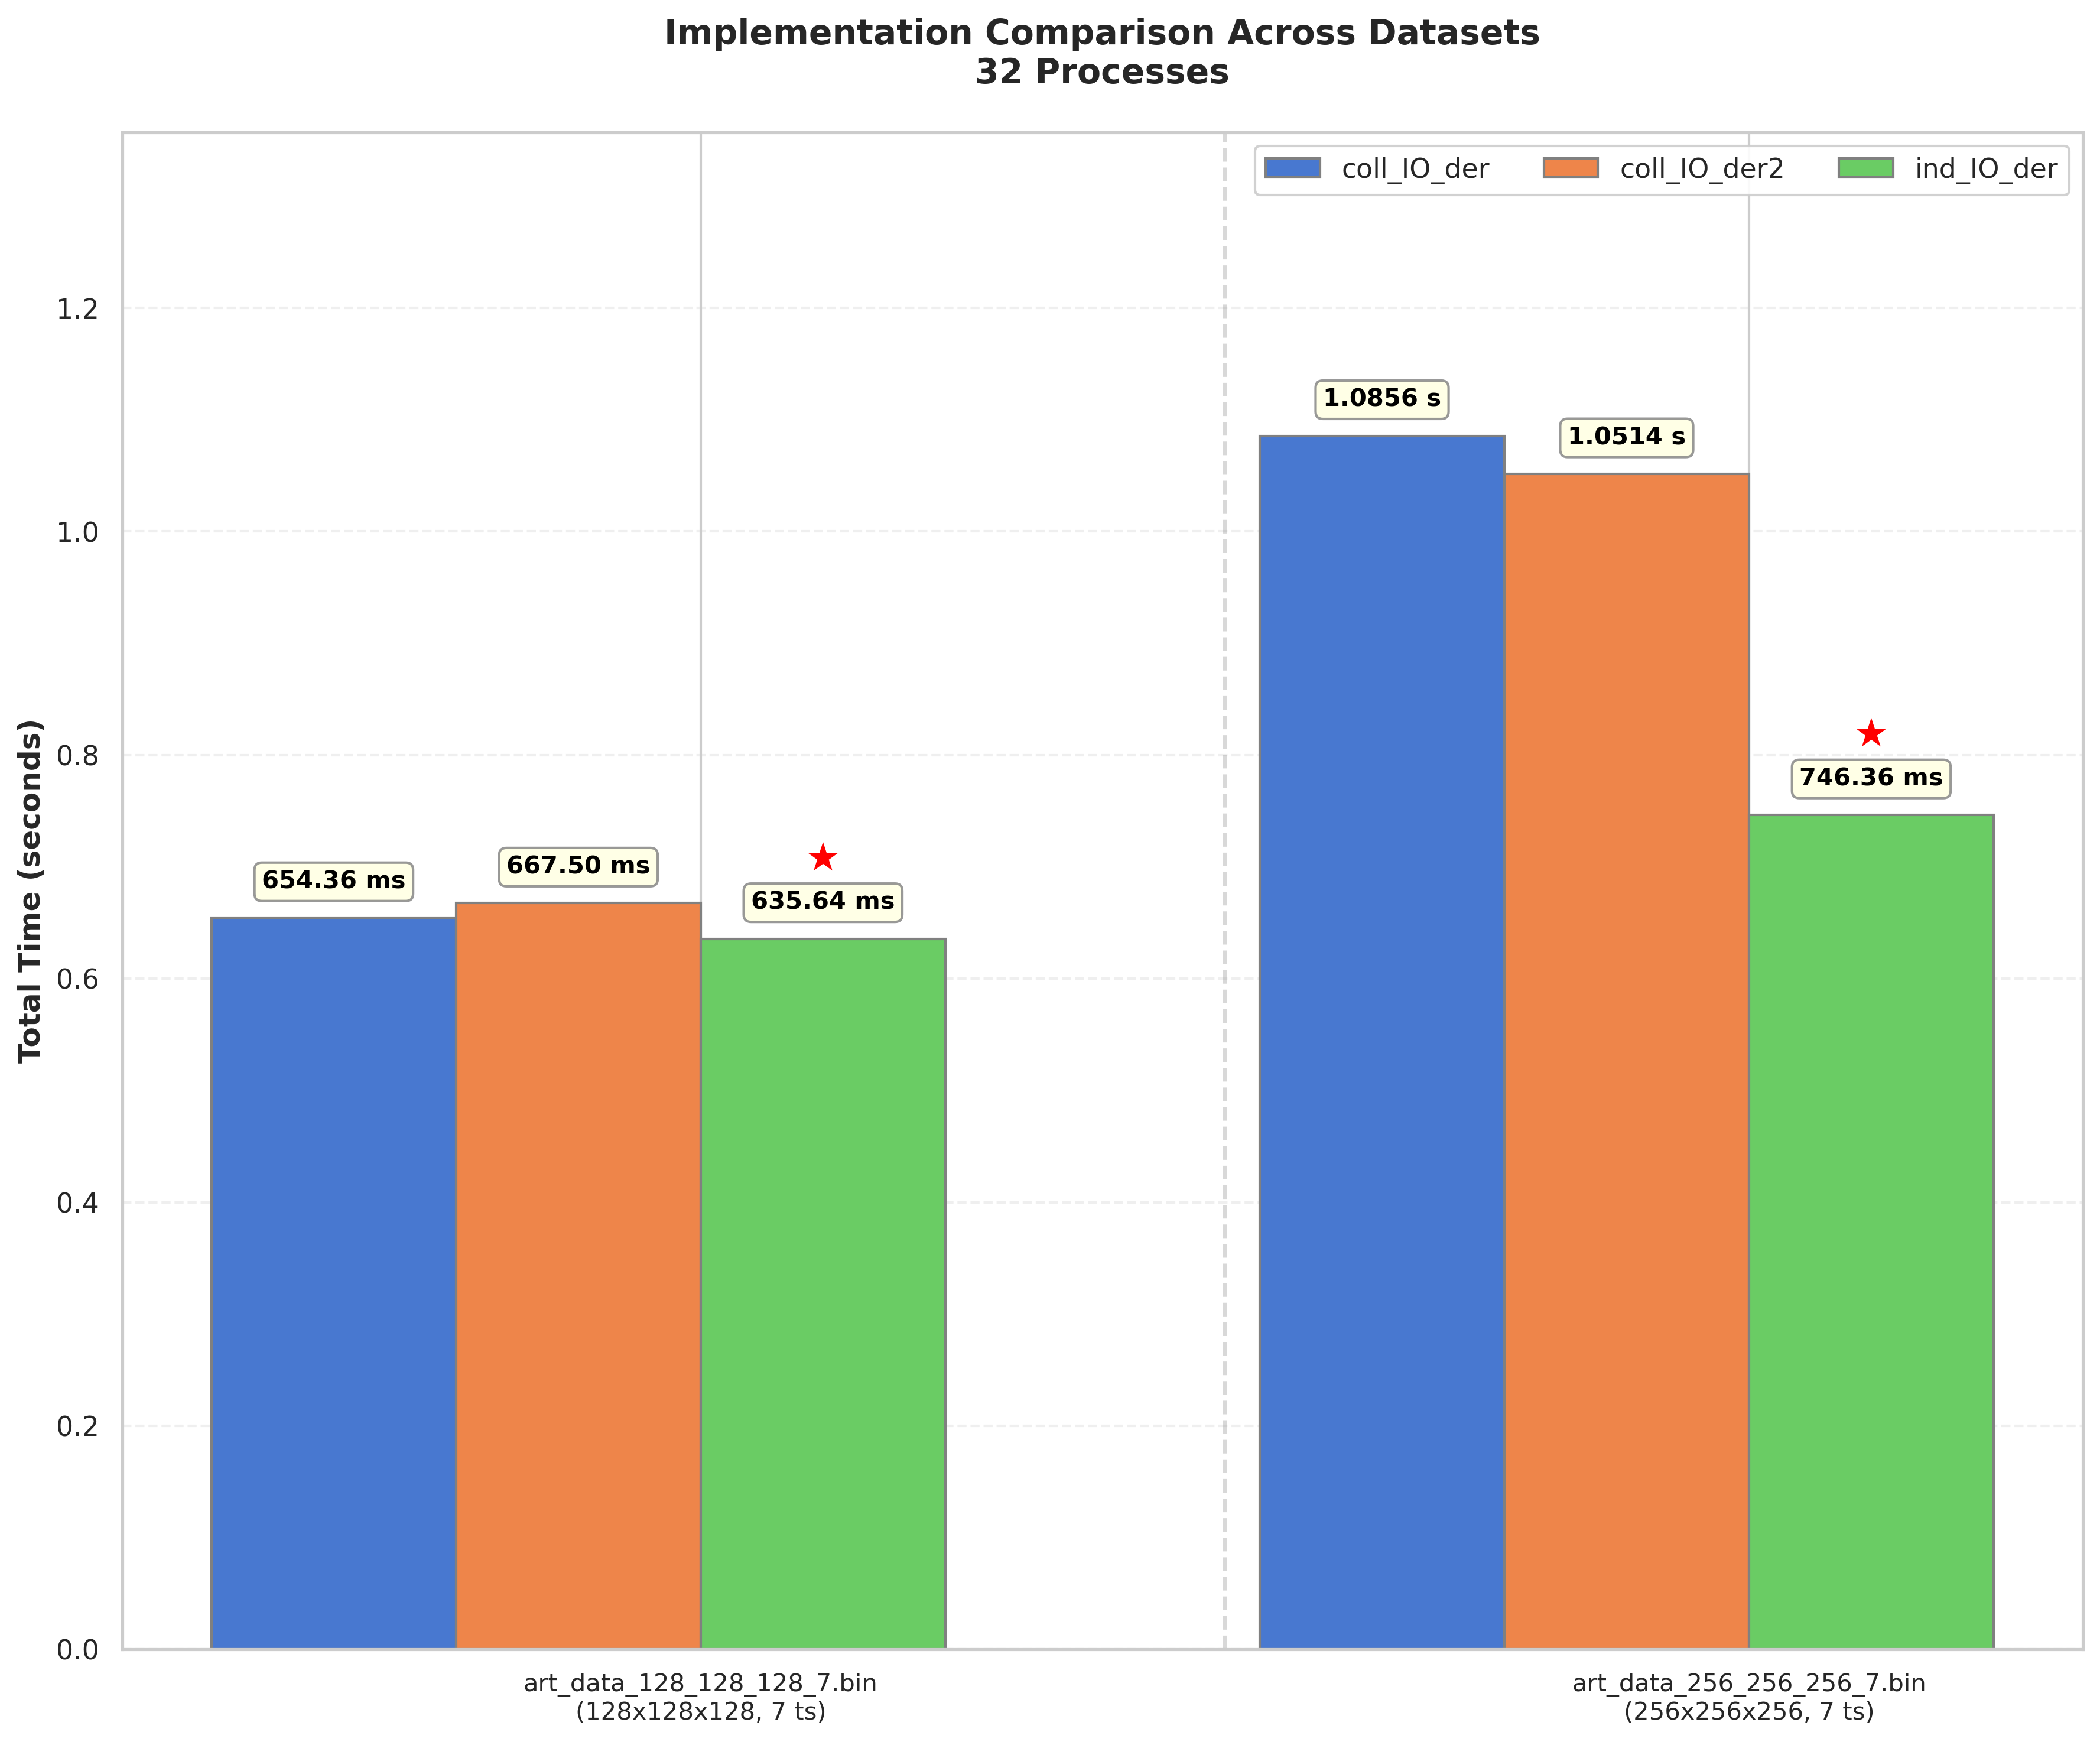 Implementation Comparison Across Datasets
32 Processes
coll_IO_der
coll_IO_der2
ind_IO_der
Total Time (seconds)
1.2
1.0
0.8
0.6
0.4
0.2
0.0
654.36 ms
667.50 ms
635.64 ms
1.0856 s
1.0514 s
746.36 ms
art_data_128_128_128_7.bin
(128x128x128, 7 ts)
art_data_256_256_256_7.bin
(256x256x256, 7 ts)